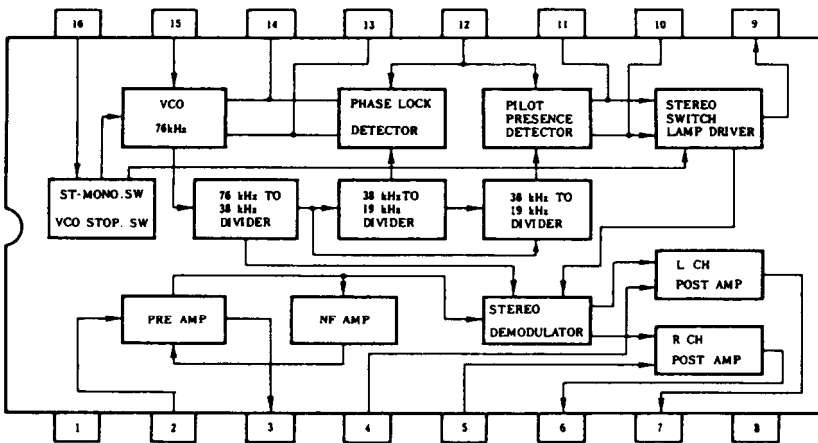 16 15 14 13 12 11 10 9
VCO
76kHz
PHASE LOCK
DETECTOR
PILOT
PRESENCE
DETECTOR
STEREO
SWITCH
LAMP DRIVER
ST-MONO.SW
VCO STOP. SW
76 kHz TO
38 kHz
DIVIDER
38 kHzTO
19 kHz
DIVIDER
38 kHz TO
19 kHz
DIVIDER
PRE AMP
NF AMP
STEREO
DEMODULATOR
L CH
POST AMP
R CH
POST AMP
1 2 3 4 5 6 7 8